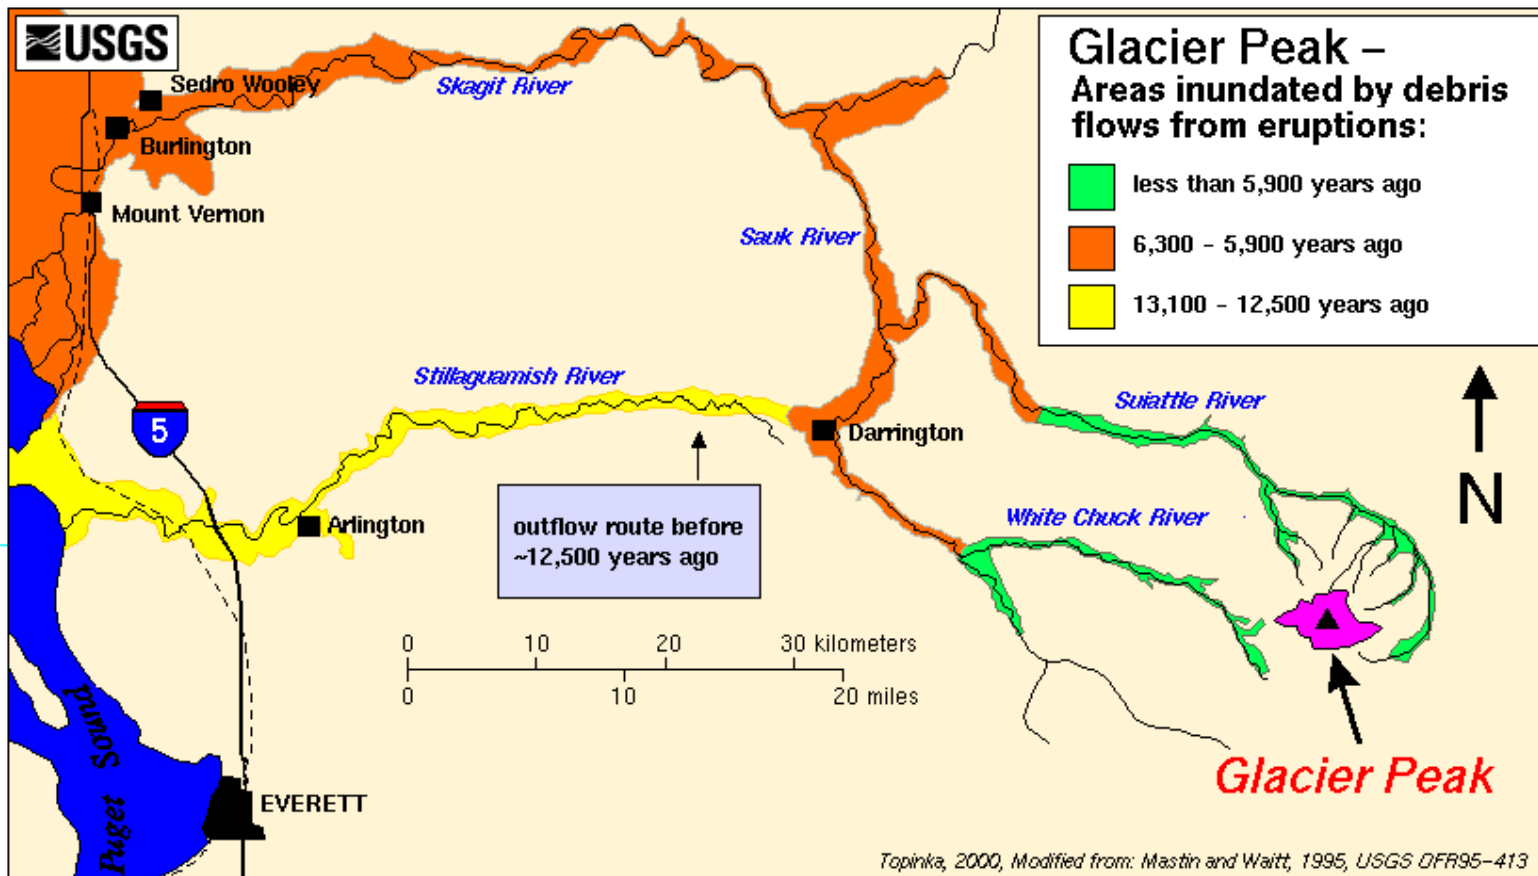 USGS
Glacier Peak –
Areas inundated by debris
flows from eruptions:
less than 5,900 years ago
6,300 – 5,900 years ago
13,100 – 12,500 years ago
Sedro Wooley
Skagit River
Burlington
Mount Vernon
Sauk River
Stillaguamish River
Suiattle River
5
Darrington
N
White Chuck River
Arlington
outflow route before
~12,500 years ago
0 10 20 30 kilometers
0 10 20 miles
Puget Sound
Glacier Peak
EVERETT
Topinka, 2000, Modified from: Mastin and Waitt, 1995, USGS OFR95–413